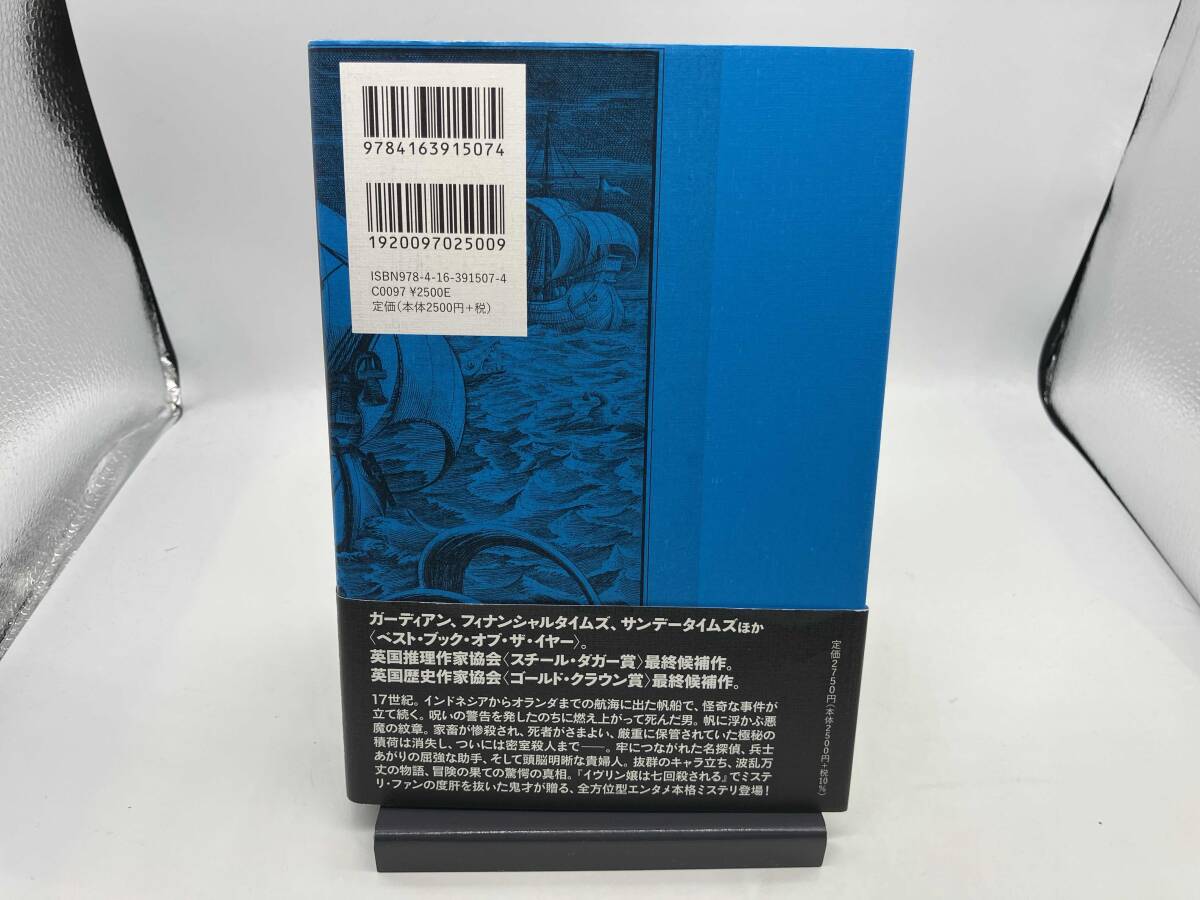 9784163915074
1920097025009
ISBN978-4-16-391507-4
C0097 ¥2500E
定価(本体2500円+税)
ガーディアン、フィナンシャルタイムズ、サンデータイムズほか
〈ベスト・ブック・オブ・ザ・イヤー〉。
英国推理作家協会〈スチール・ダガー賞〉最終候補作。
英国歴史作家協会〈ゴールド・クラウン賞〉最終候補作。
17世紀。インドネシアからオランダまでの航海に出た帆船で、怪奇な事件が
立て続く。呪いの警告を発したのちに燃え上がって死んだ男。帆に浮かぶ悪
魔の紋章。家畜が惨殺され、死者がさまよい、厳重に保管されていた極秘の
積荷は消失し、ついには密室殺人まで――。牢につながれた名探偵、兵士
あがりの屈強な助手、そして頭脳明晰な貴婦人。抜群のキャラ立ち、波乱万
丈の物語、冒険の果ての驚愕の真相。『イヴリン嬢は七回殺される』でミステ
リ・ファンの度肝を抜いた鬼才が贈る、全方位型エンタメ本格ミステリ登場!
定価2750円(本体2500円+税10%)